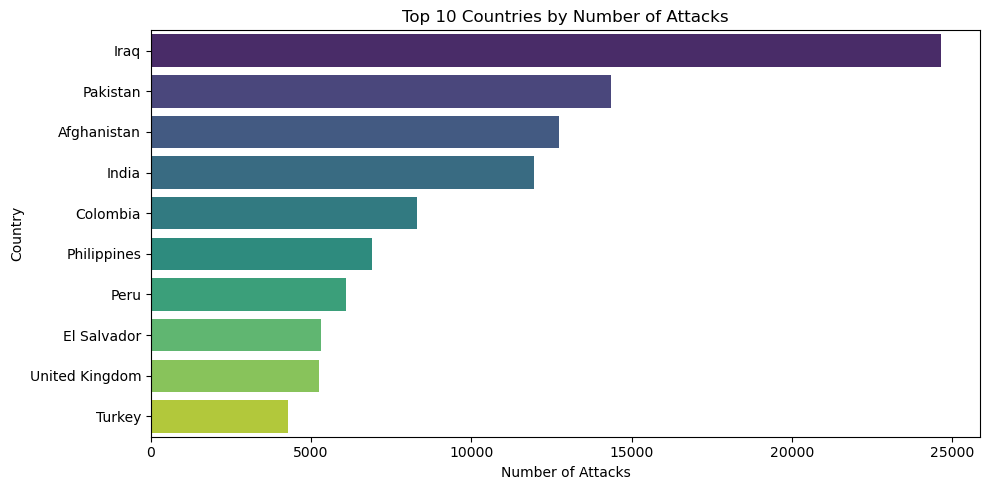 Top 10 Countries by Number of Attacks
Country
Iraq
Pakistan
Afghanistan
India
Colombia
Philippines
Peru
El Salvador
United Kingdom
Turkey
0 5000 10000 15000 20000 25000
Number of Attacks